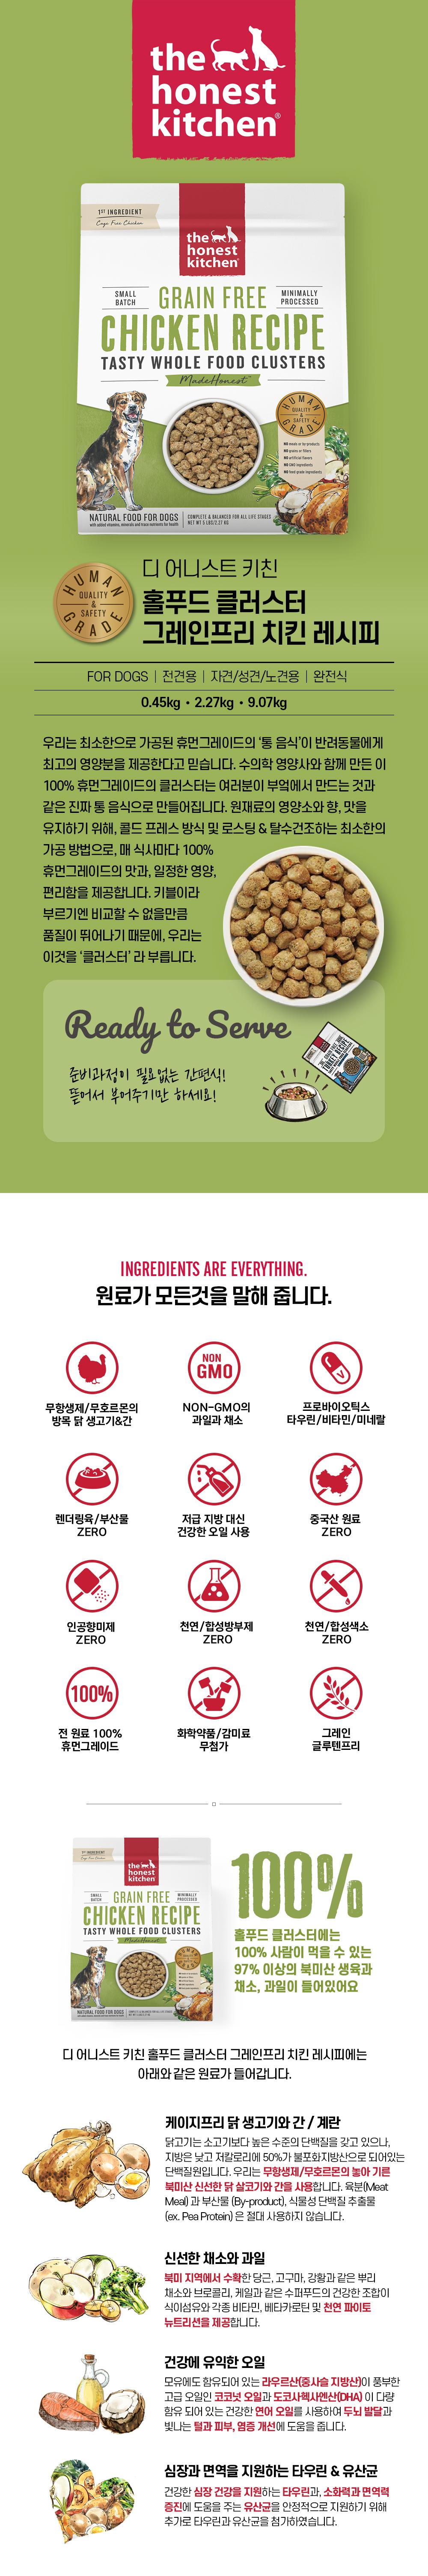 the
honest
kitchen®
1ST INGREDIENT
Cage Free Chicken
the
honest
kitchen
SMALL
BATCH
GRAIN FREE
MINIMALLY
PROCESSED
CHICKEN RECIPE
TASTY WHOLE FOOD CLUSTERS
MadeHonest
HUMAN
QUALITY
&
SAFETY
GRADE
NATURAL FOOD FOR DOGS
with added vitamins, minerals and trace nutrients for health
COMPLETE & BALANCED FOR ALL LIFE STAGES
NET WT 5 LBS/2.27 KG
HUMAN
QUALITY
&
SAFETY
GRADE
디 어니스트 키친
홀푸드 클러스터
그레인프리 치킨 레시피
FOR DOGS | 전견용 | 자견/성견/노견용 | 완전식
0.45kg • 2.27kg • 9.07kg
우리는 최소한으로 가공된 휴먼그레이드의 ‘통 음식’이 반려동물에게
최고의 영양분을 제공한다고 믿습니다. 수의학 영양사와 함께 만든 이
100% 휴먼그레이드의 클러스터는 여러분이 부엌에서 만드는 것과
같은 진짜 통 음식으로 만들어집니다. 원재료의 영양소와 향, 맛을
유지하기 위해, 콜드 프레스 방식 및 로스팅 & 탈수건조하는 최소한의
가공 방법으로, 매 식사마다 100%
휴먼그레이드의 맛과, 일정한 영양,
편리함을 제공합니다. 키블이라
부르기엔 비교할 수 없을만큼
품질이 뛰어나기 때문에, 우리는
이것을 ‘클러스터’ 라 부릅니다.
Ready to Serve
준비과정이 필요없는 간편식!
뜯어서 부어주기만 하세요!
INGREDIENTS ARE EVERYTHING.
원료가 모든것을 말해 줍니다.
NON
GMO
무항생제/무호르몬의
방목 닭 생고기&간
NON-GMO의
과일과 채소
프로바이오틱스
타우린/비타민/미네랄
렌더링육/부산물
ZERO
저급 지방 대신
건강한 오일 사용
중국산 원료
ZERO
인공향미제
ZERO
천연/합성방부제
ZERO
천연/합성색소
ZERO
100%
전 원료 100%
휴먼그레이드
화학약품/감미료
무첨가
그레인
글루텐프리
the
honest
kitchen
SMALL
BATCH
GRAIN FREE
MINIMALLY
PROCESSED
CHICKEN RECIPE
TASTY WHOLE FOOD CLUSTERS
MadeHonest
NATURAL FOOD FOR DOGS
100%
홀푸드 클러스터에는
100% 사람이 먹을 수 있는
97% 이상의 북미산 생육과
채소, 과일이 들어있어요
디 어니스트 키친 홀푸드 클러스터 그레인프리 치킨 레시피에는
아래와 같은 원료가 들어갑니다.
케이지프리 닭 생고기와 간 / 계란
닭고기는 소고기보다 높은 수준의 단백질을 갖고 있으나,
지방은 낮고 저칼로리에 50%가 불포화지방산으로 되어있는
단백질원입니다. 우리는 무항생제/무호르몬의 놓아 기른
북미산 신선한 닭 살코기와 간을 사용합니다. 육분(Meat
Meal) 과 부산물 (By-product), 식물성 단백질 추출물
(ex. Pea Protein) 은 절대 사용하지 않습니다.
신선한 채소와 과일
북미 지역에서 수확한 당근, 고구마, 강황과 같은 뿌리
채소와 브로콜리, 케일과 같은 수퍼푸드의 건강한 조합이
식이섬유와 각종 비타민, 베타카로틴 및 천연 파이토
뉴트리션을 제공합니다.
건강에 유익한 오일
모유에도 함유되어 있는 라우르산(중사슬 지방산)이 풍부한
고급 오일인 코코넛 오일과 도코사헥사엔산(DHA) 이 다량
함유 되어 있는 건강한 연어 오일를 사용하여 두뇌 발달과
빛나는 털과 피부, 염증 개선에 도움을 줍니다.
심장과 면역을 지원하는 타우린 & 유산균
건강한 심장 건강을 지원하는 타우린과, 소화력과 면역력
증진에 도움을 주는 유산균을 안정적으로 지원하기 위해
추가로 타우린과 유산균을 첨가하였습니다.